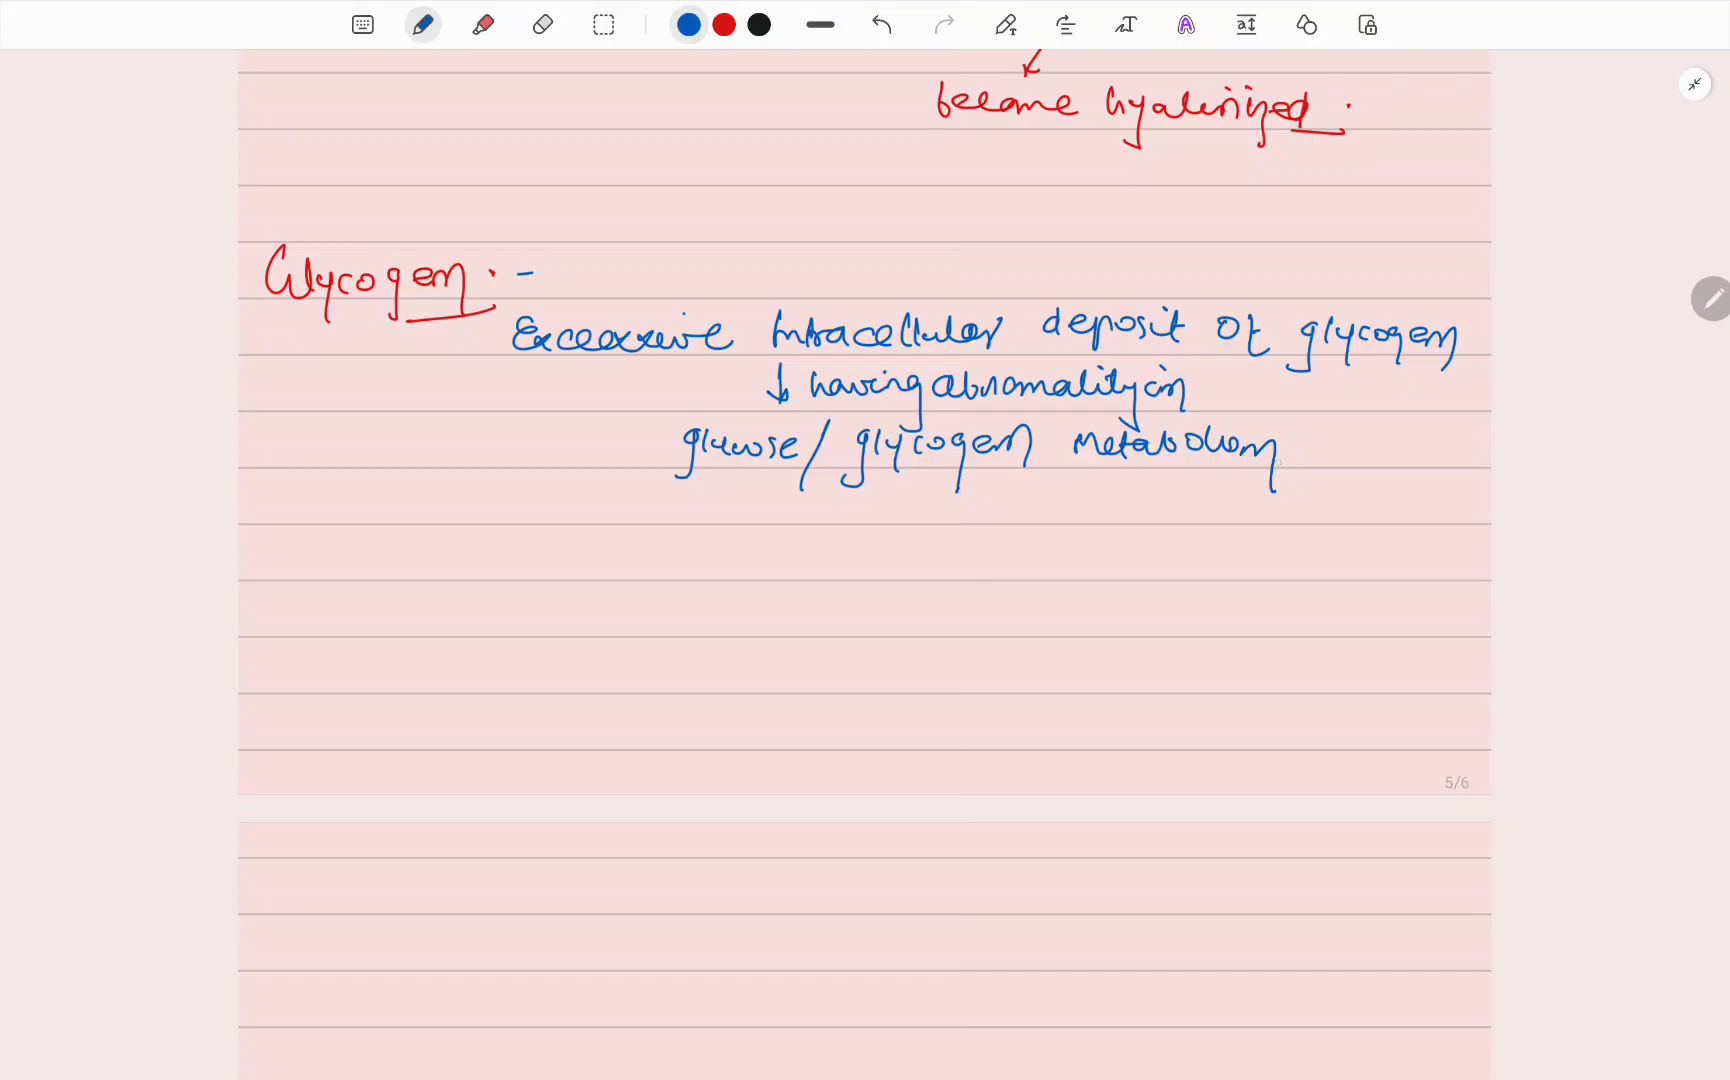 become hyalinized.
Glycogen. -
Excessive Intracellular deposit of glycogen
↓ having abnormality in
glucose/glycogen Metabolism
5/6